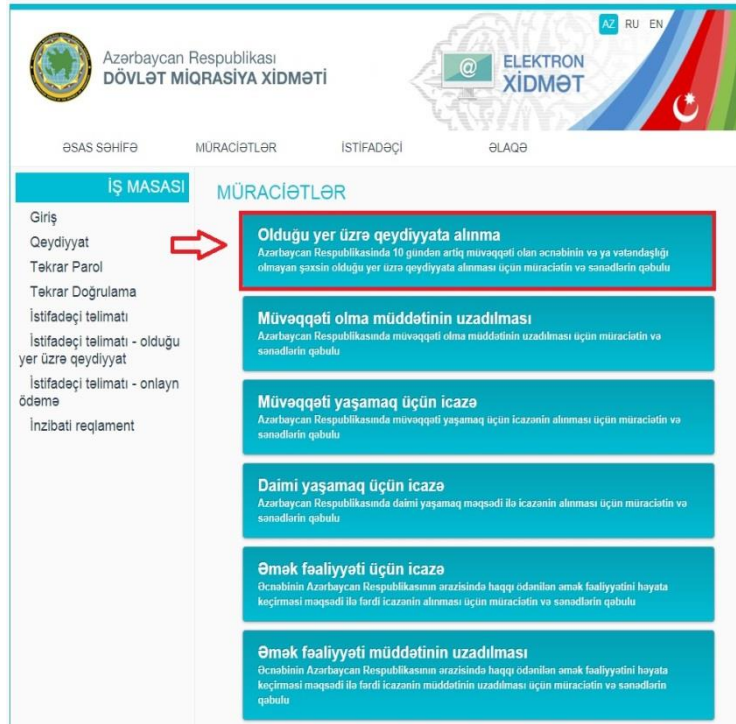 AZ RU EN
Azərbaycan Respublikası
DÖVLƏT MİQRASİYA XİDMƏTİ
@
ELEKTRON
XİDMƏT
ƏSAS SƏHİFƏ MÜRACİƏTLƏR İSTİFADƏÇİ ƏLAQƏ
İŞ MASASI
Giriş
Qeydiyyat
Təkrar Parol
Təkrar Doğrulama
İstifadəçi təlimatı
İstifadəçi təlimatı - olduğu
yer üzrə qeydiyyat
İstifadəçi təlimatı - onlayn
ödəmə
İnzibati reqlament
MÜRACİƏTLƏR
Olduğu yer üzrə qeydiyyata alınma
Azərbaycan Respublikasinda 10 gündən artiq müvəqqəti olan əcnəbinin və ya vətəndaşlığı
olmayan şəxsin olduğu yer üzrə qeydiyyata alınması üçün müraciətin və sənədlərin qəbulu
Müvəqqəti olma müddətinin uzadılması
Azərbaycan Respublikasında müvəqqəti olma müddətinin uzadılması üçün müraciətin və
sənədlərin qəbulu
Müvəqqəti yaşamaq üçün icazə
Azərbaycan Respublikasında müvəqqəti yaşamaq üçün icazənin alınması üçün müraciətin və
sənədlərin qəbulu
Daimi yaşamaq üçün icazə
Azərbaycan Respublikasında daimi yaşamaq məqsədi ilə icazənin alınması üçün müraciətin və
sənədlərin qəbulu
Əmək fəaliyyəti üçün icazə
Əcnəbinin Azərbaycan Respublikasının ərazisində haqqı ödənilən əmək fəaliyyətini həyata
keçirməsi məqsədi ilə fərdi icazənin alınması üçün müraciətin və sənədlərin qəbulu
Əmək fəaliyyəti müddətinin uzadılması
Əcnəbinin Azərbaycan Respublikasının ərazisində haqqı ödənilən əmək fəaliyyətini həyata
keçirməsi məqsədi ilə fərdi icazənin müddətinin uzadılması üçün müraciətin və sənədlərin
qəbulu